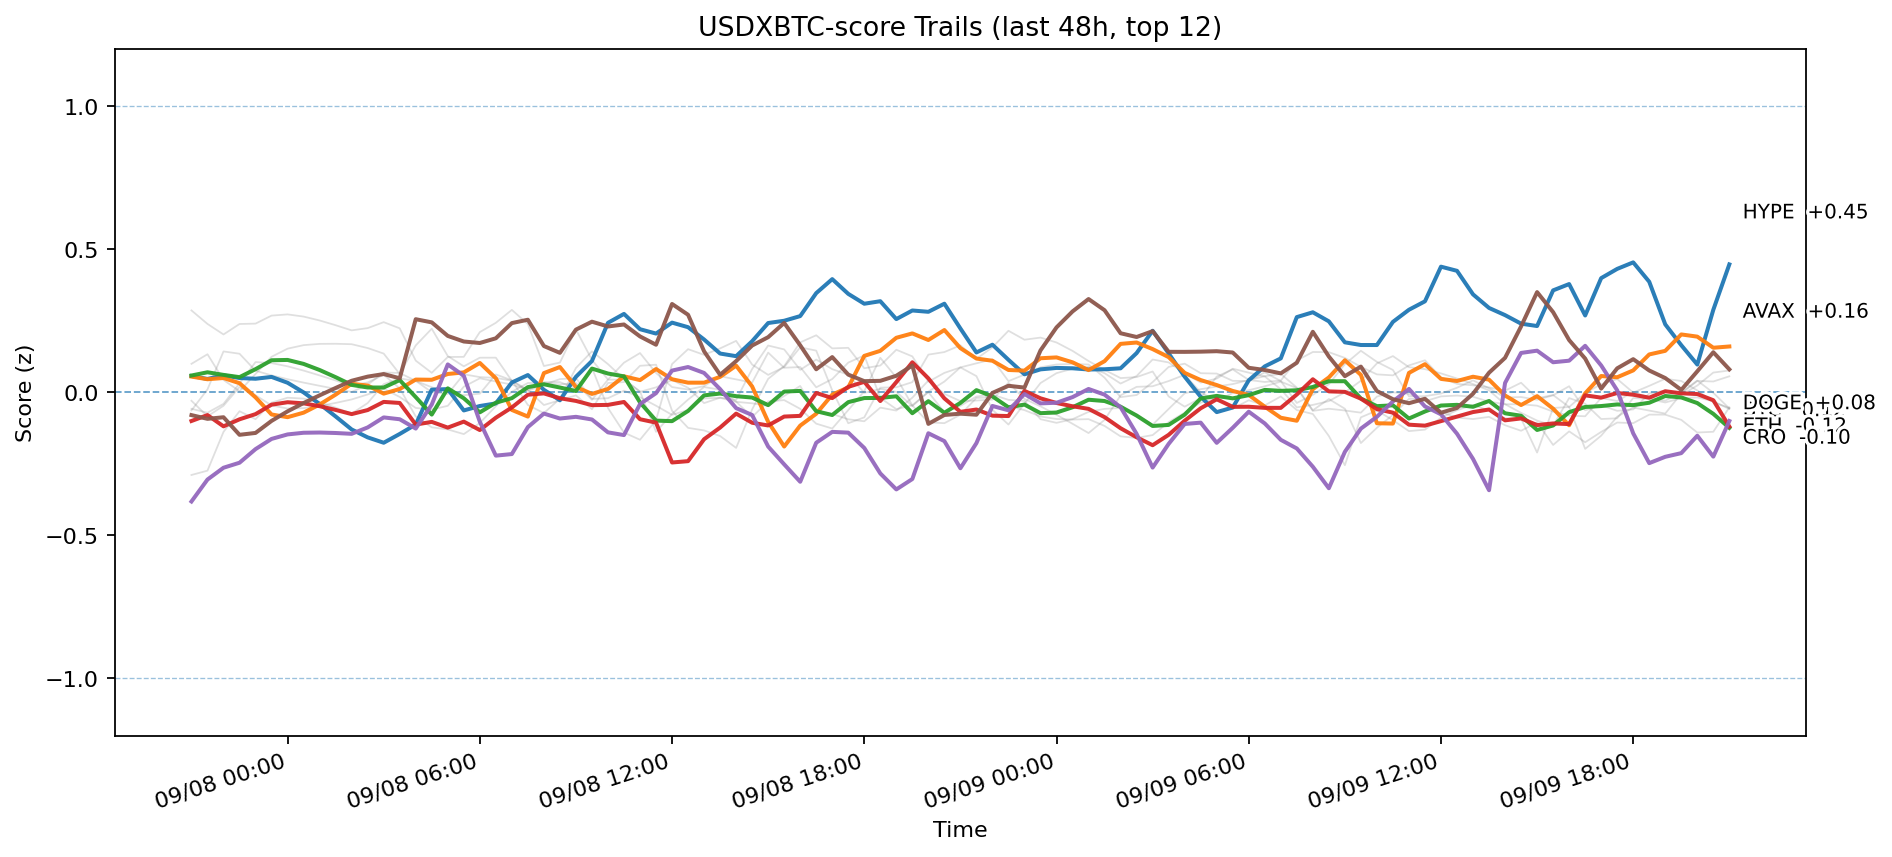 USDXBTC-score Trails (last 48h, top 12)
Score (z)
1.0
0.5
0.0
−0.5
−1.0
HYPE +0.45
AVAX +0.16
DOGE +0.08
ETH -0.12
CRO -0.10
09/08 00:00
09/08 06:00
09/08 12:00
09/08 18:00
09/09 00:00
09/09 06:00
09/09 12:00
09/09 18:00
Time